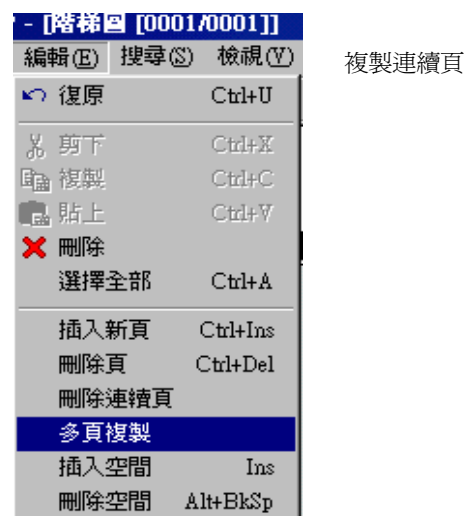 - [階梯圖 [0001/0001]]
編輯(E) 搜尋(S) 檢視(V)
複製連續頁
復原 Ctrl+U
剪下 Ctrl+X
複製 Ctrl+C
貼上 Ctrl+V
刪除
選擇全部 Ctrl+A
插入新頁 Ctrl+Ins
刪除頁 Ctrl+Del
刪除連續頁
多頁複製
插入空間 Ins
刪除空間 Alt+BkSp